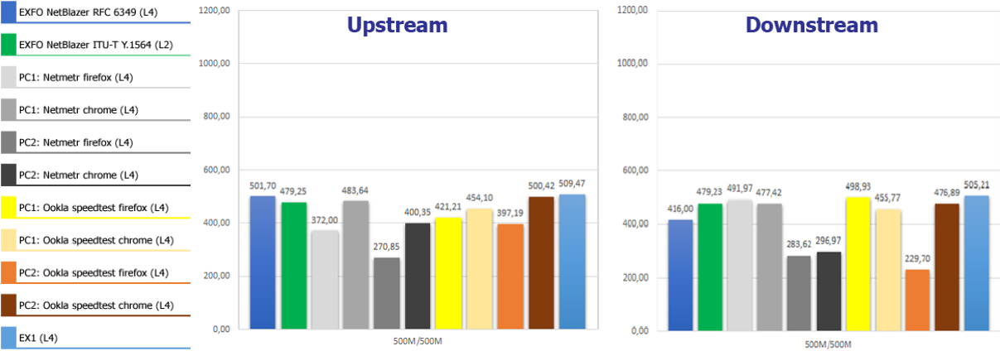 EXFO NetBlazer RFC 6349 (L4)
EXFO NetBlazer ITU-T Y.1564 (L2)
PC1: Netmetr firefox (L4)
PC1: Netmetr chrome (L4)
PC2: Netmetr firefox (L4)
PC2: Netmetr chrome (L4)
PC1: Ookla speedtest firefox (L4)
PC1: Ookla speedtest chrome (L4)
PC2: Ookla speedtest firefox (L4)
PC2: Ookla speedtest chrome (L4)
EX1 (L4)
Upstream
1200,00
1000,00
800,00
600,00
400,00
200,00
0,00
501,70
479,25
372,00
483,64
270,85
400,35
421,21
454,10
397,19
500,42
509,47
500M/500M
Downstream
1200,00
1000,00
800,00
600,00
400,00
200,00
0,00
416,00
479,23
491,97
477,42
283,62
296,97
498,93
455,77
229,70
476,89
505,21
500M/500M